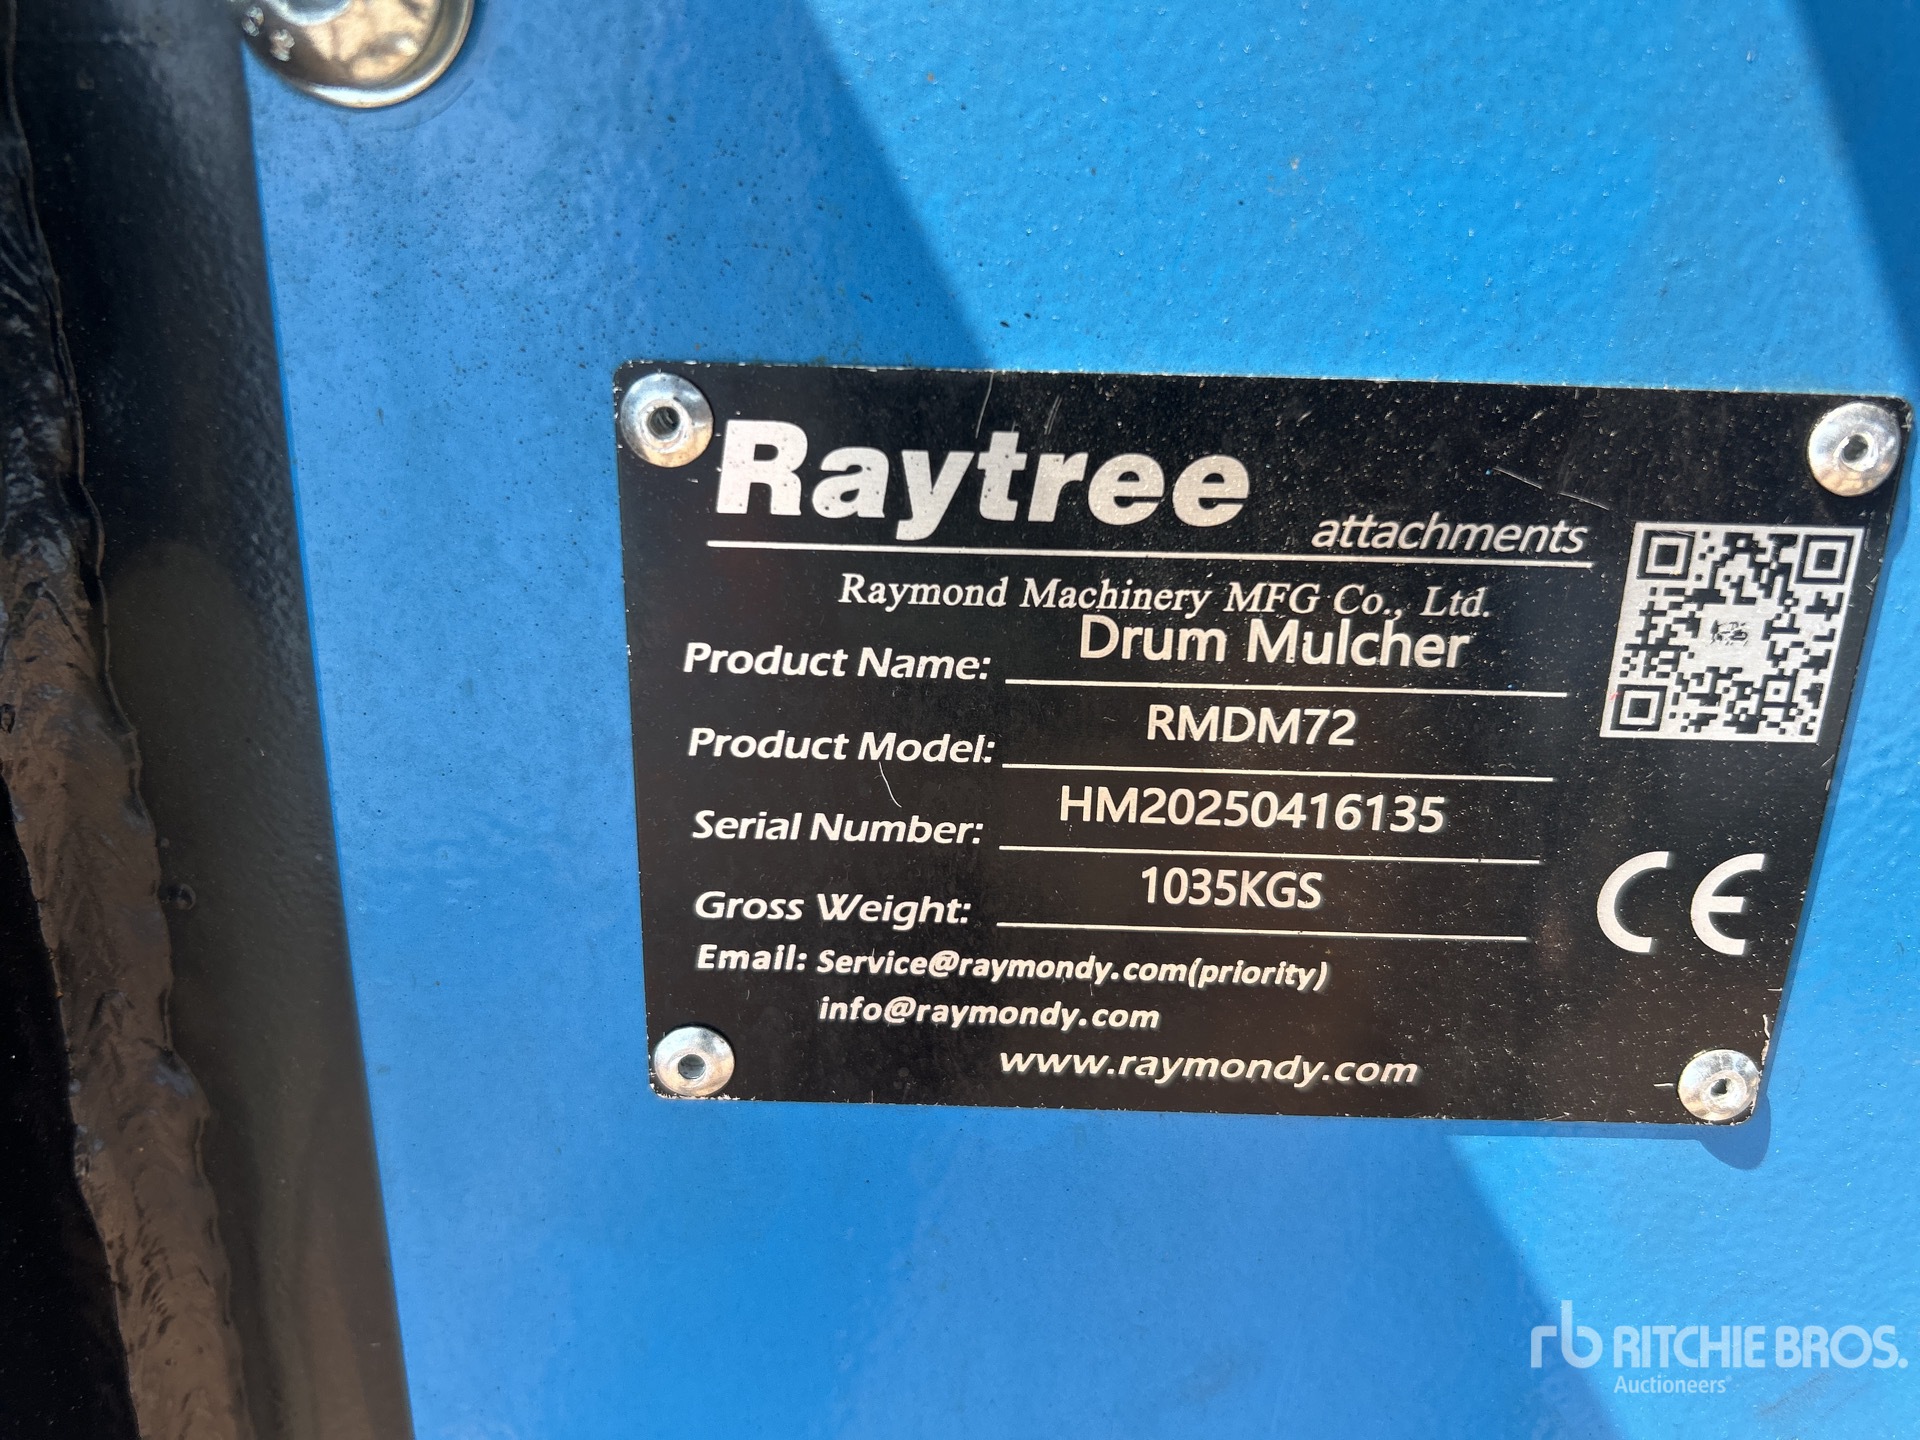 Raytree
attachments
Raymond Machinery MFG Co., Ltd.
Product Name: Drum Mulcher
Product Model: RMDM72
Serial Number: HM20250416135
Gross Weight: 1035KGS
Email: Service@raymondy.com(priority)
info@raymondy.com
www.raymondy.com
CE
rb RITCHIE BROS.
Auctioneers